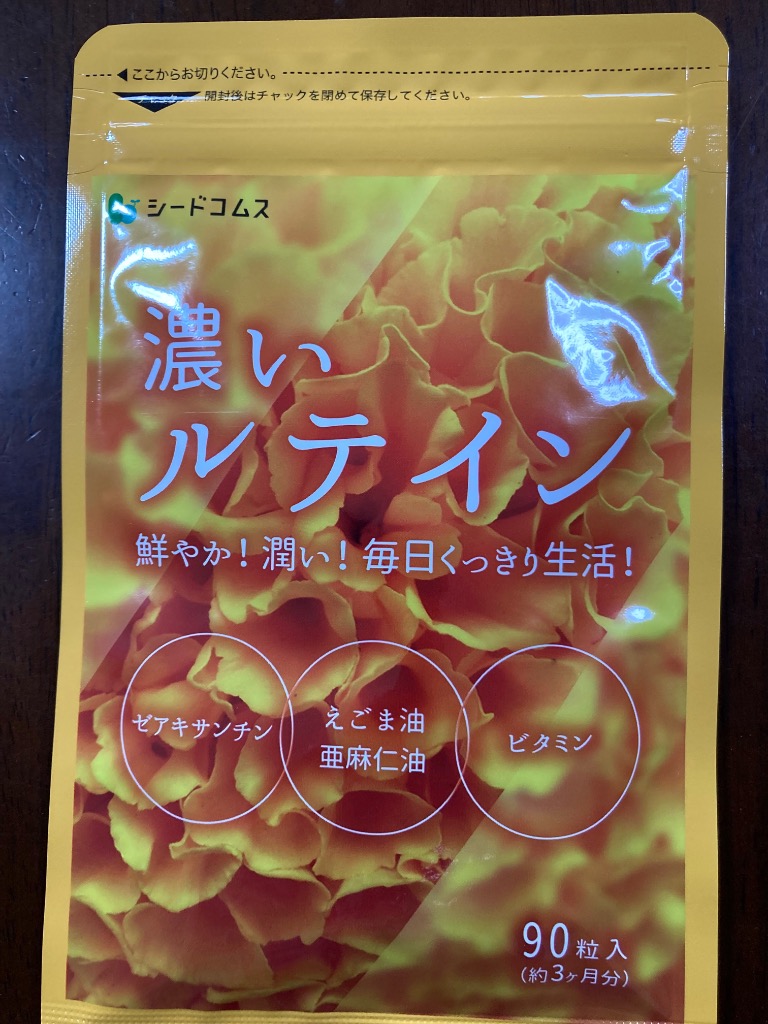 ◀ここからお切りください。
チャック
開封後はチャックを閉めて保存してください。
シードコムス
濃い
ルテイン
鮮やか！潤い！毎日くっきり生活！
ゼアキサンチン
えごま油
亜麻仁油
ビタミン
90粒入
(約3ヶ月分)